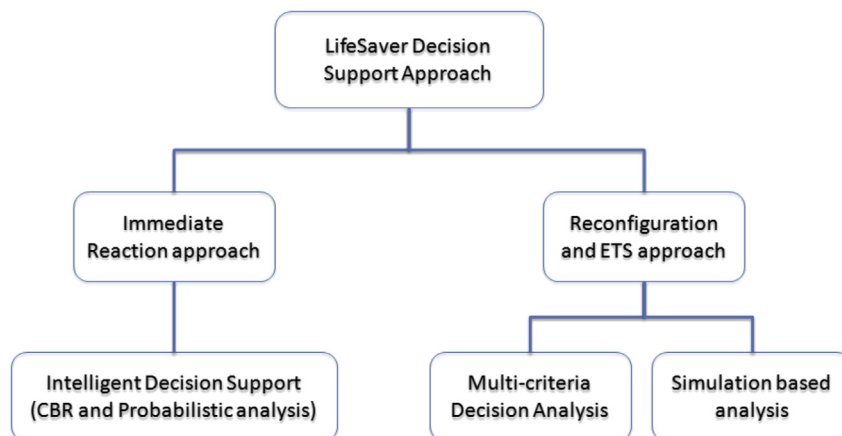 LifeSaver Decision
Support Approach
Immediate
Reaction approach
Reconfiguration
and ETS approach
Intelligent Decision Support
(CBR and Probabilistic analysis)
Multi-criteria
Decision Analysis
Simulation based
analysis